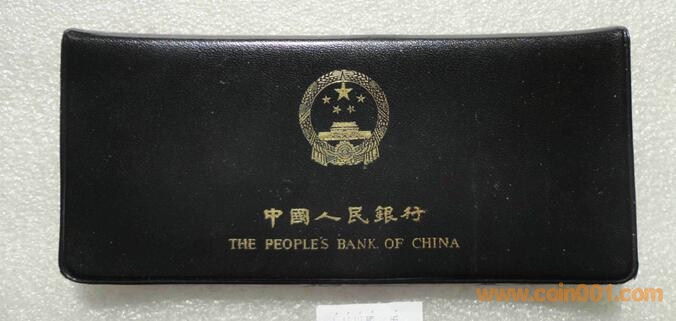 中國人民銀行
THE PEOPLE'S BANK OF CHINA
www.coin001.com